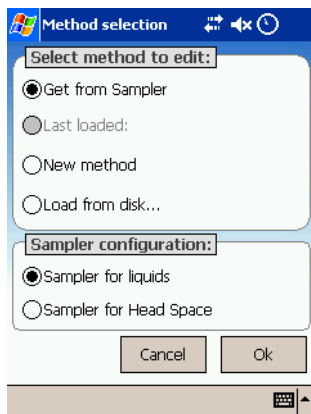 Method selection
Select method to edit:
Get from Sampler
Last loaded:
New method
Load from disk...
Sampler configuration:
Sampler for liquids
Sampler for Head Space
Cancel Ok